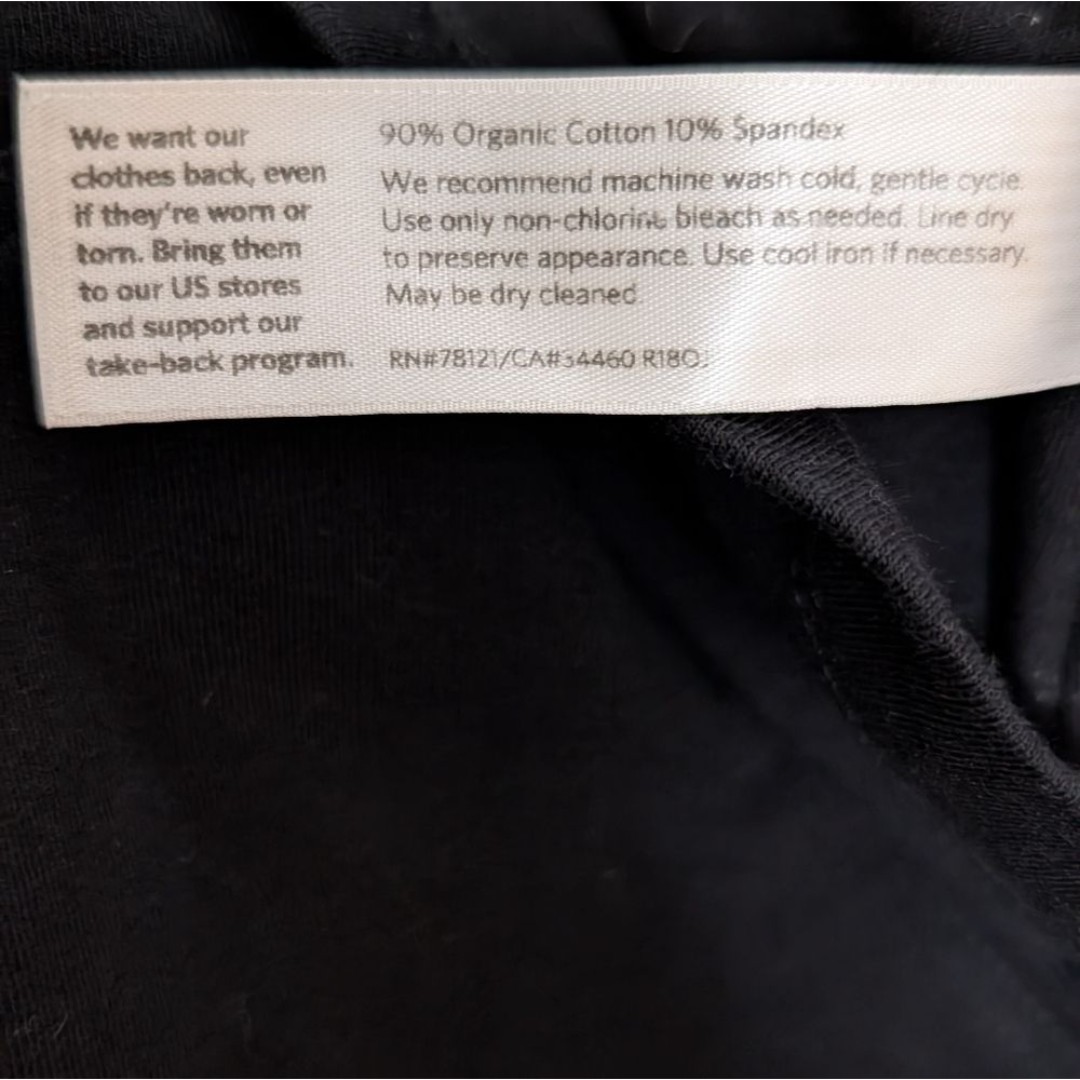 We want our
clothes back, even
if they're worn or
torn. Bring them
to our US stores
and support our
take-back program.
90% Organic Cotton 10% Spandex
We recommend machine wash cold, gentle cycle.
Use only non-chlorine bleach as needed. Line dry
to preserve appearance. Use cool iron if necessary.
May be dry cleaned
RN#78121/CA#